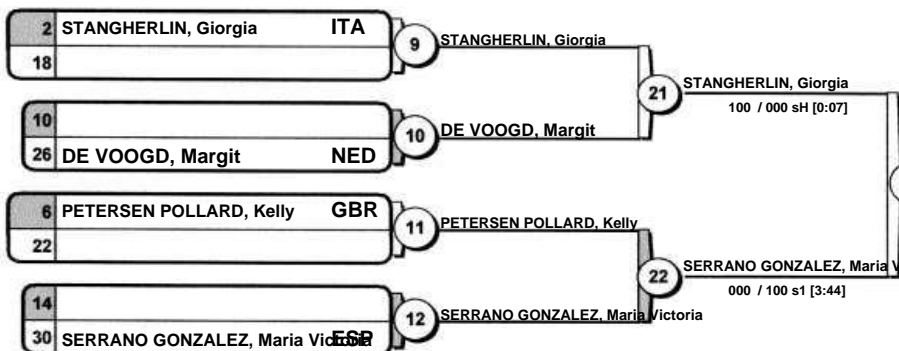 2 STANGHERLIN, Giorgia ITA
18
9 STANGHERLIN, Giorgia
10
26 DE VOOGD, Margit NED
10 DE VOOGD, Margit
21 STANGHERLIN, Giorgia
100 / 000 sH [0:07]
6 PETERSEN POLLARD, Kelly GBR
22
11 PETERSEN POLLARD, Kelly
14
30 SERRANO GONZALEZ, Maria Victoria ESP
12 SERRANO GONZALEZ, Maria Victoria
22 SERRANO GONZALEZ, Maria V
000 / 100 s1 [3:44]